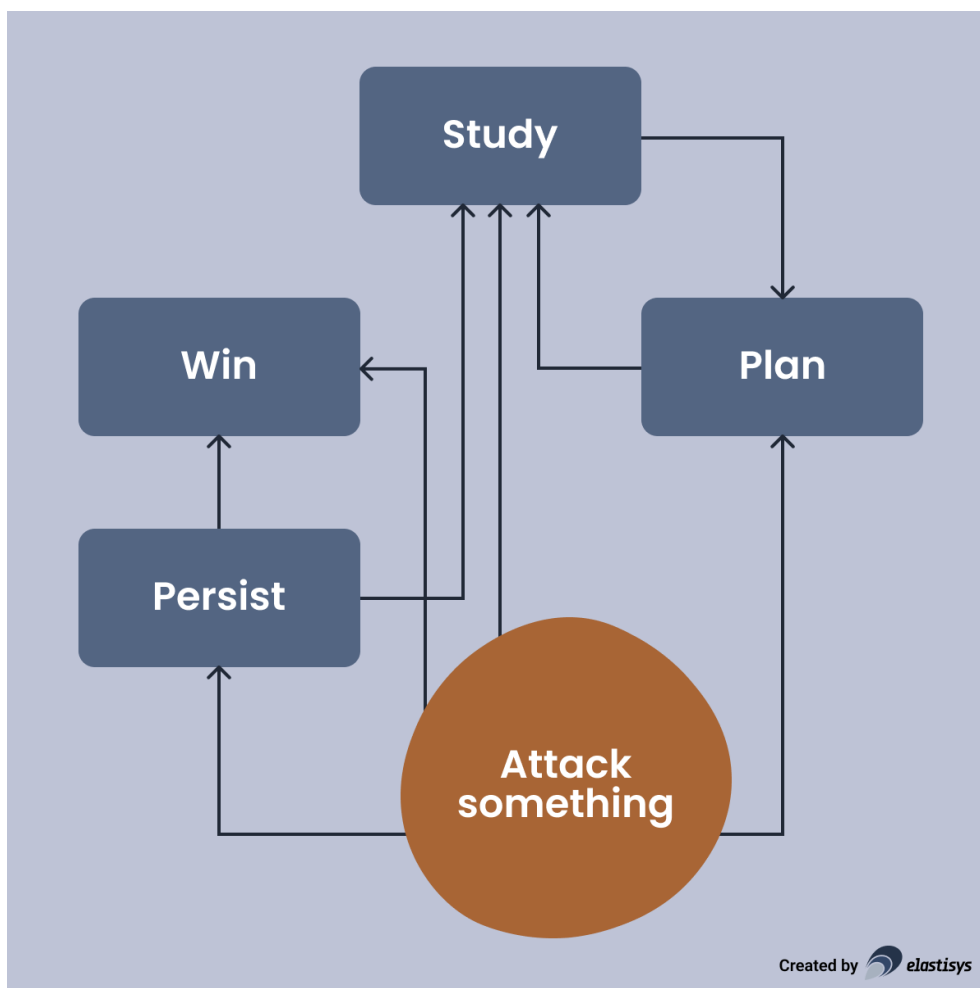 Study
Win
Plan
Persist
Attack
something
Created by elastisys